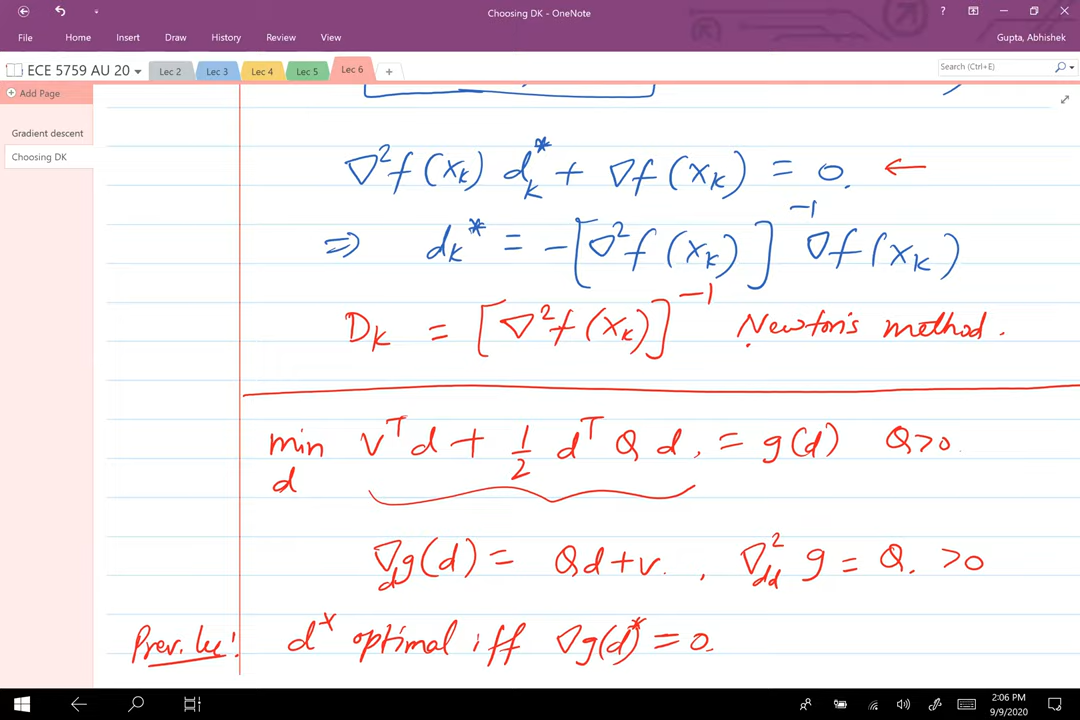 Choosing DK - OneNote
?
Gupta, Abhishek
File Home Insert Draw History Review View
ECE 5759 AU 20 Lec 2 Lec 3 Lec 4 Lec 5 Lec 6 +
Search (Ctrl+E)
Add Page
Gradient descent
Choosing DK
∇²f(x_k) d_k^* + ∇f(x_k) = 0. ←
⇒ d_k^* = -[∇²f(x_k)]^{-1} ∇f(x_k)
D_k = [∇²f(x_k)]^{-1} Newton's method.
min_d v^T d + 1/2 d^T Q d, = g(d) Q>0.
∇_d g(d) = Qd+v. , ∇²_{dd} g = Q. >0
Prev. lec: d^* optimal iff ∇g(d)^* = 0.
2:06 PM
9/9/2020